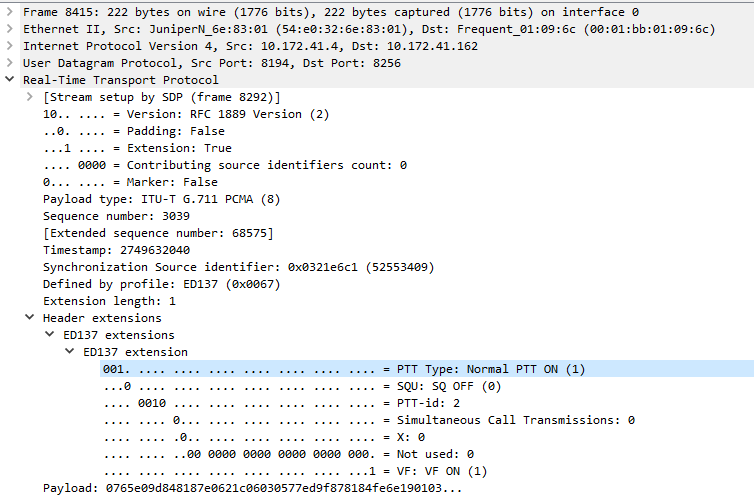 Frame 8415: 222 bytes on wire (1776 bits), 222 bytes captured (1776 bits) on interface 0
Ethernet II, Src: JuniperN_6e:83:01 (54:e0:32:6e:83:01), Dst: Frequent_01:09:6c (00:01:bb:01:09:6c)
Internet Protocol Version 4, Src: 10.172.41.4, Dst: 10.172.41.162
User Datagram Protocol, Src Port: 8194, Dst Port: 8256
Real-Time Transport Protocol
[Stream setup by SDP (frame 8292)]
10.. .... = Version: RFC 1889 Version (2)
..0. .... = Padding: False
...1 .... = Extension: True
.... 0000 = Contributing source identifiers count: 0
0... .... = Marker: False
Payload type: ITU-T G.711 PCMA (8)
Sequence number: 3039
[Extended sequence number: 68575]
Timestamp: 2749632040
Synchronization Source identifier: 0x0321e6c1 (52553409)
Defined by profile: ED137 (0x0067)
Extension length: 1
Header extensions
ED137 extensions
ED137 extension
001. .... .... .... .... .... .... .... = PTT Type: Normal PTT ON (1)
...0 .... .... .... .... .... .... .... = SQU: SQ OFF (0)
.... 0010 .... .... .... .... .... .... = PTT-id: 2
.... .... 0... .... .... .... .... .... = Simultaneous Call Transmissions: 0
.... .... .0.. .... .... .... .... .... = X: 0
.... .... ..00 0000 0000 0000 0000 000. = Not used: 0
.... .... .... .... .... .... .... ...1 = VF: VF ON (1)
Payload: 0765e09d848187e0621c06030577ed9f878184fe6e190103...